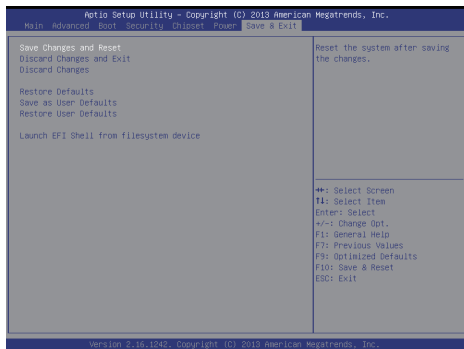 Aptio Setup Utility – Copyright (C) 2013 American Megatrends, Inc.
Main Advanced Boot Security Chipset Power Save & Exit
Save Changes and Reset
Discard Changes and Exit
Discard Changes
Restore Defaults
Save as User Defaults
Restore User Defaults
Launch EFI Shell from filesystem device
Reset the system after saving
the changes.
→←: Select Screen
↑↓: Select Item
Enter: Select
+/-: Change Opt.
F1: General Help
F7: Previous Values
F9: Optimized Defaults
F10: Save & Reset
ESC: Exit
Version 2.16.1242. Copyright (C) 2013 American Megatrends, Inc.